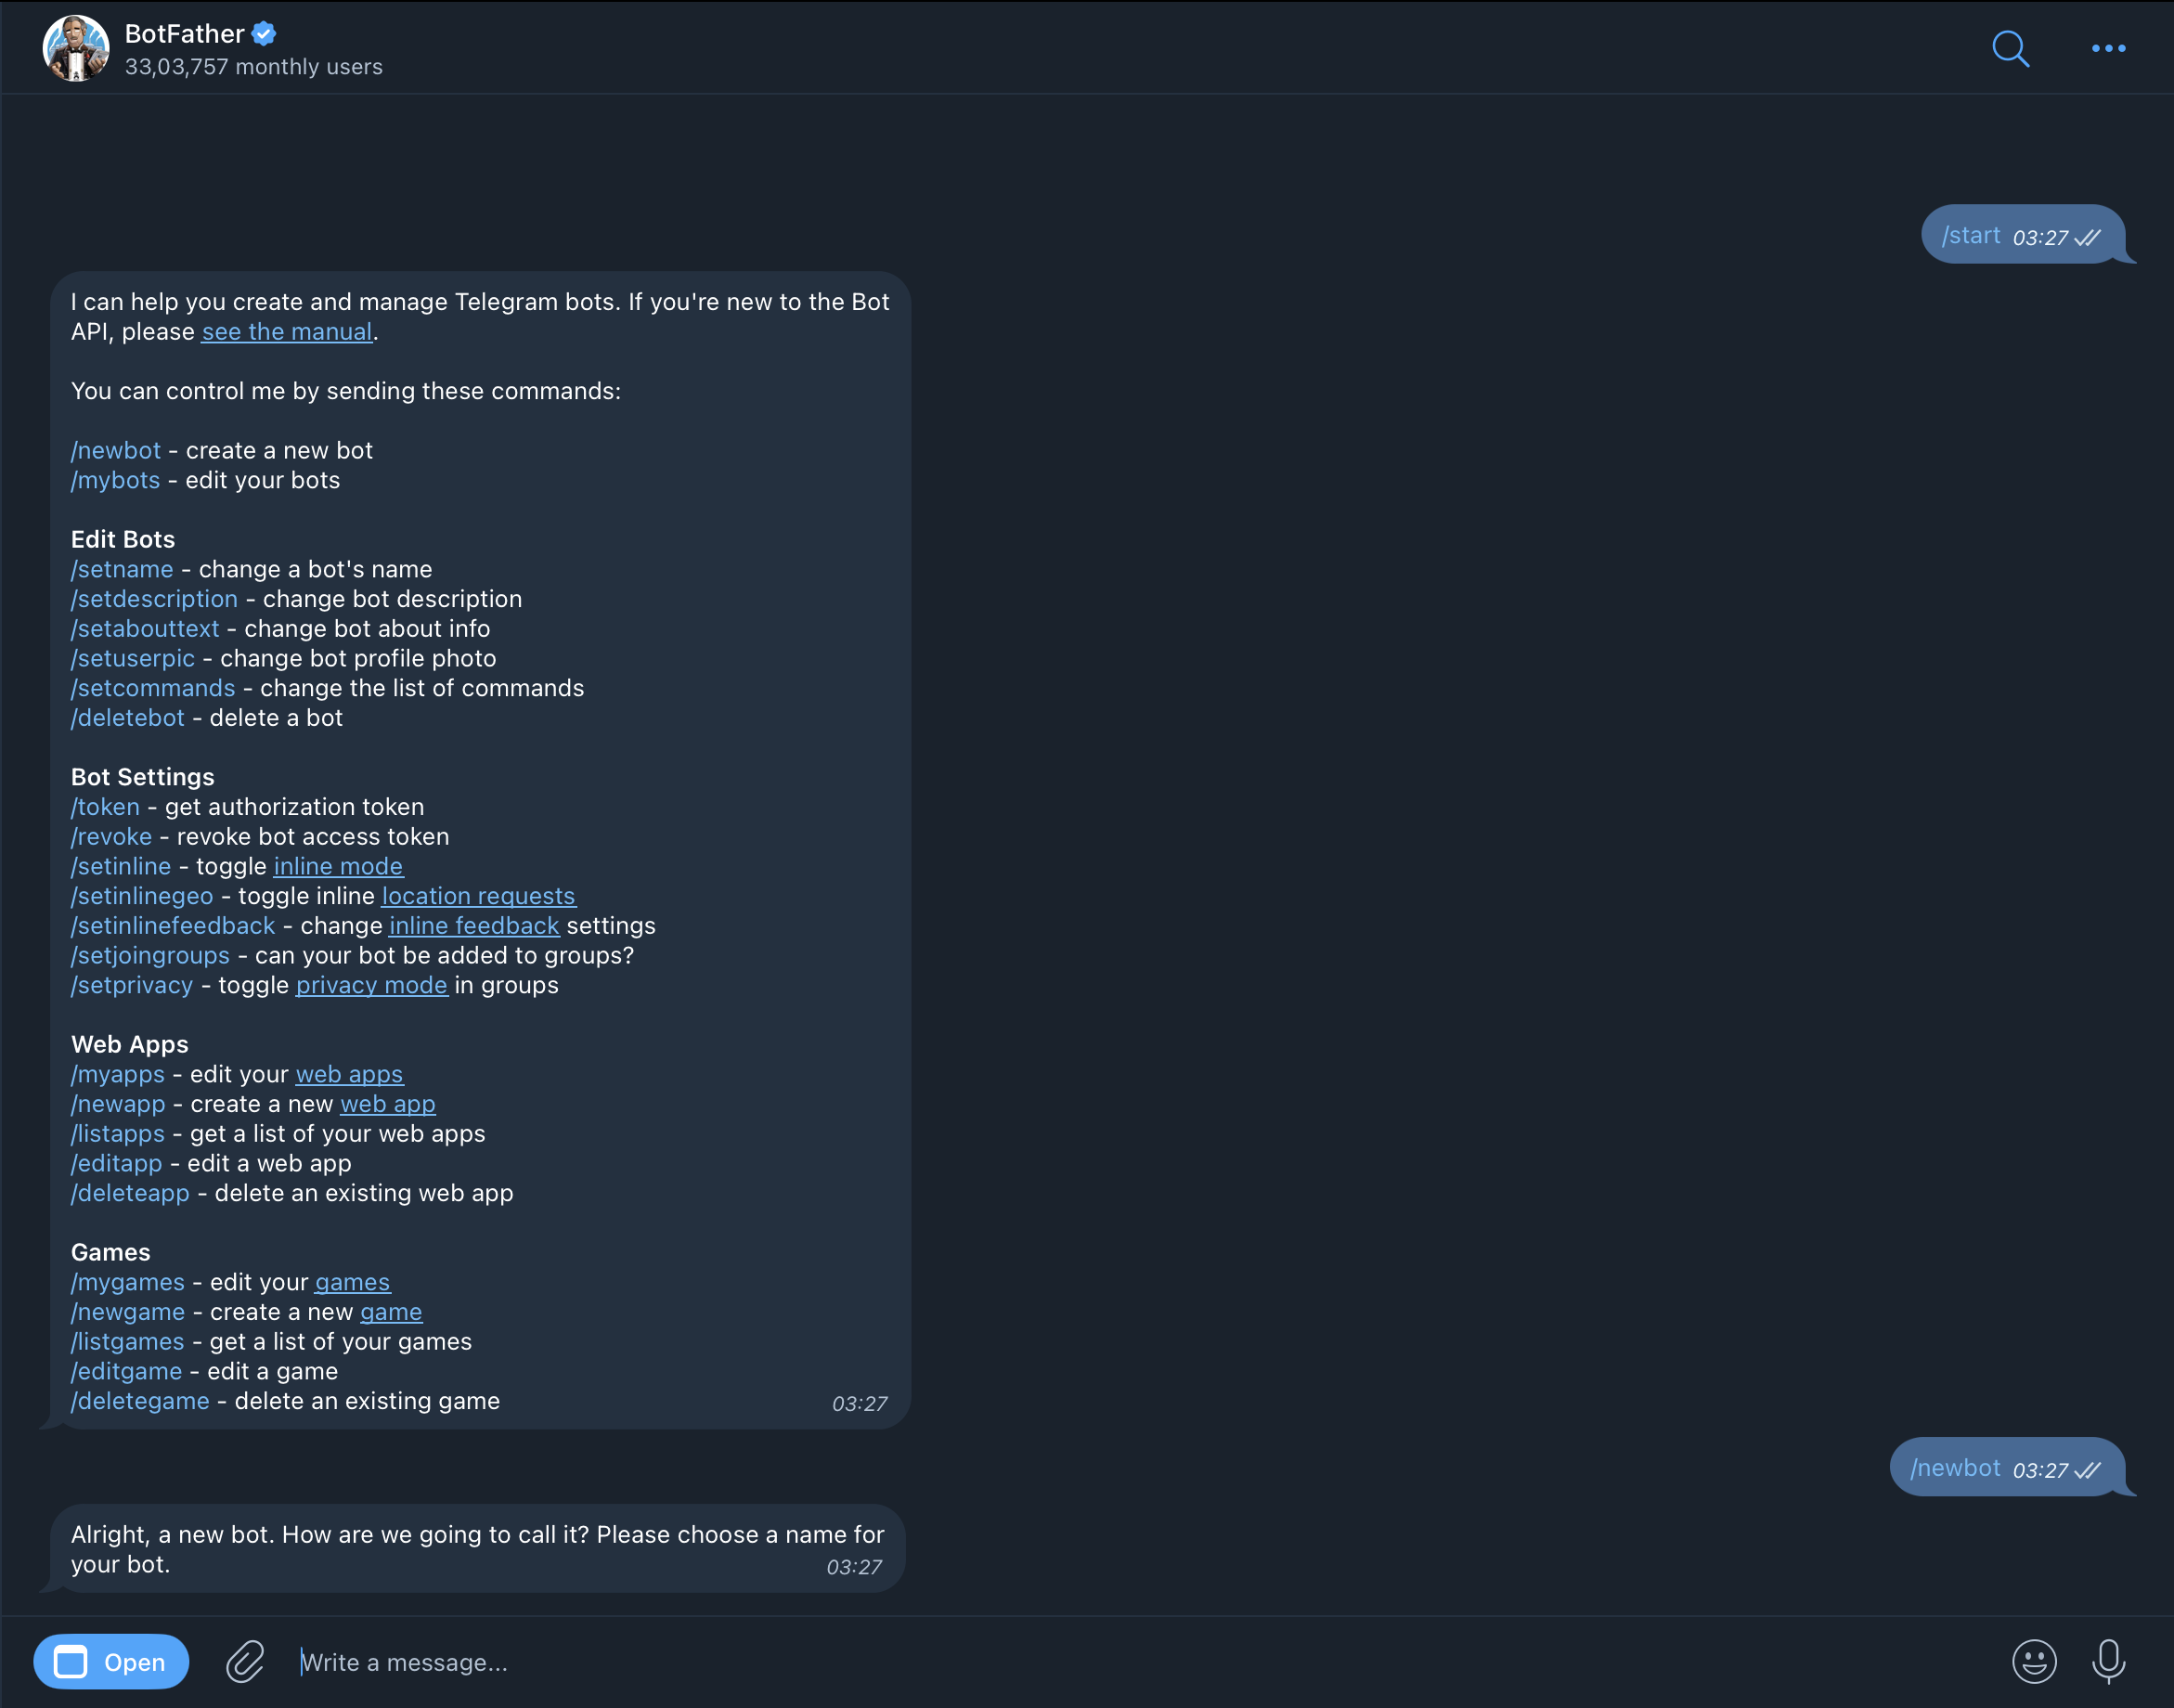 BotFather
33,03,757 monthly users
/start 03:27
I can help you create and manage Telegram bots. If you're new to the Bot
API, please see the manual.
You can control me by sending these commands:
/newbot - create a new bot
/mybots - edit your bots
Edit Bots
/setname - change a bot's name
/setdescription - change bot description
/setabouttext - change bot about info
/setuserpic - change bot profile photo
/setcommands - change the list of commands
/deletebot - delete a bot
Bot Settings
/token - get authorization token
/revoke - revoke bot access token
/setinline - toggle inline mode
/setinlinegeo - toggle inline location requests
/setinlinefeedback - change inline feedback settings
/setjoingroups - can your bot be added to groups?
/setprivacy - toggle privacy mode in groups
Web Apps
/myapps - edit your web apps
/newapp - create a new web app
/listapps - get a list of your web apps
/editapp - edit a web app
/deleteapp - delete an existing web app
Games
/mygames - edit your games
/newgame - create a new game
/listgames - get a list of your games
/editgame - edit a game
/deletegame - delete an existing game 03:27
/newbot 03:27
Alright, a new bot. How are we going to call it? Please choose a name for
your bot. 03:27
Open Write a message...